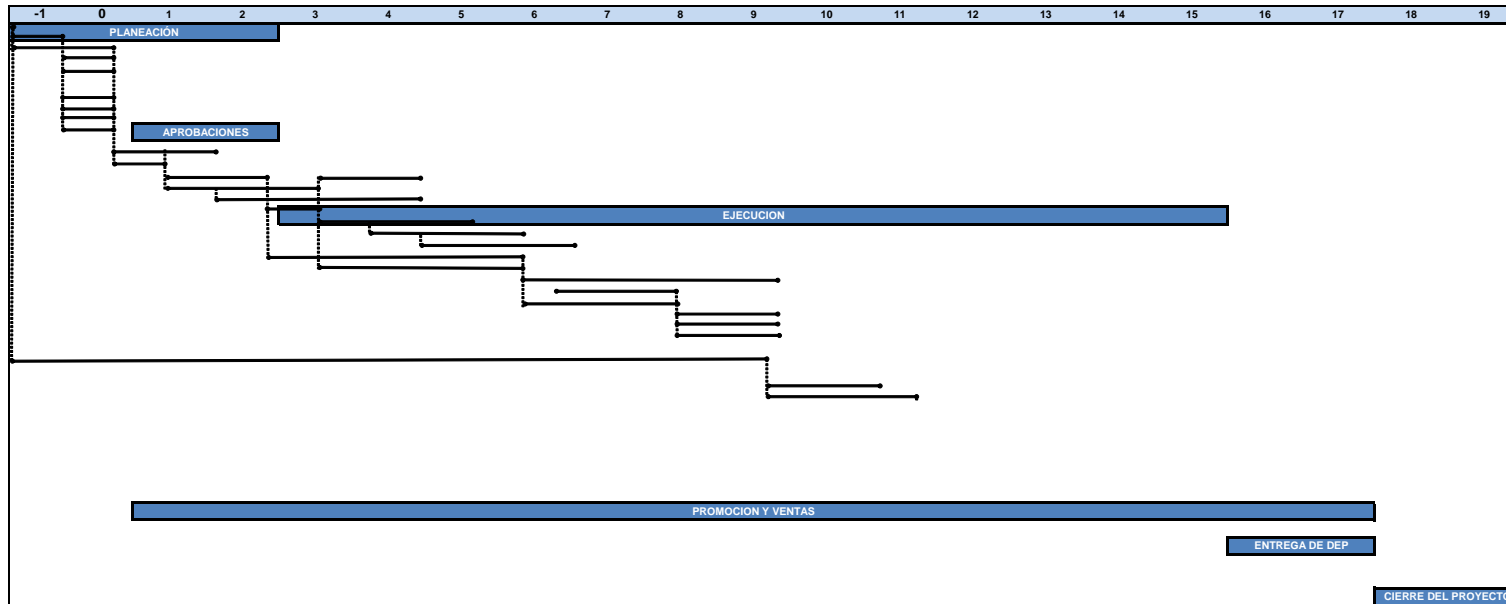 -1 0 1 2 3 4 5 6 7 8 9 10 11 12 13 14 15 16 17 18 19
PLANEACIÓN
APROBACIONES
EJECUCION
PROMOCION Y VENTAS
ENTREGA DE DEP
CIERRE DEL PROYECTO